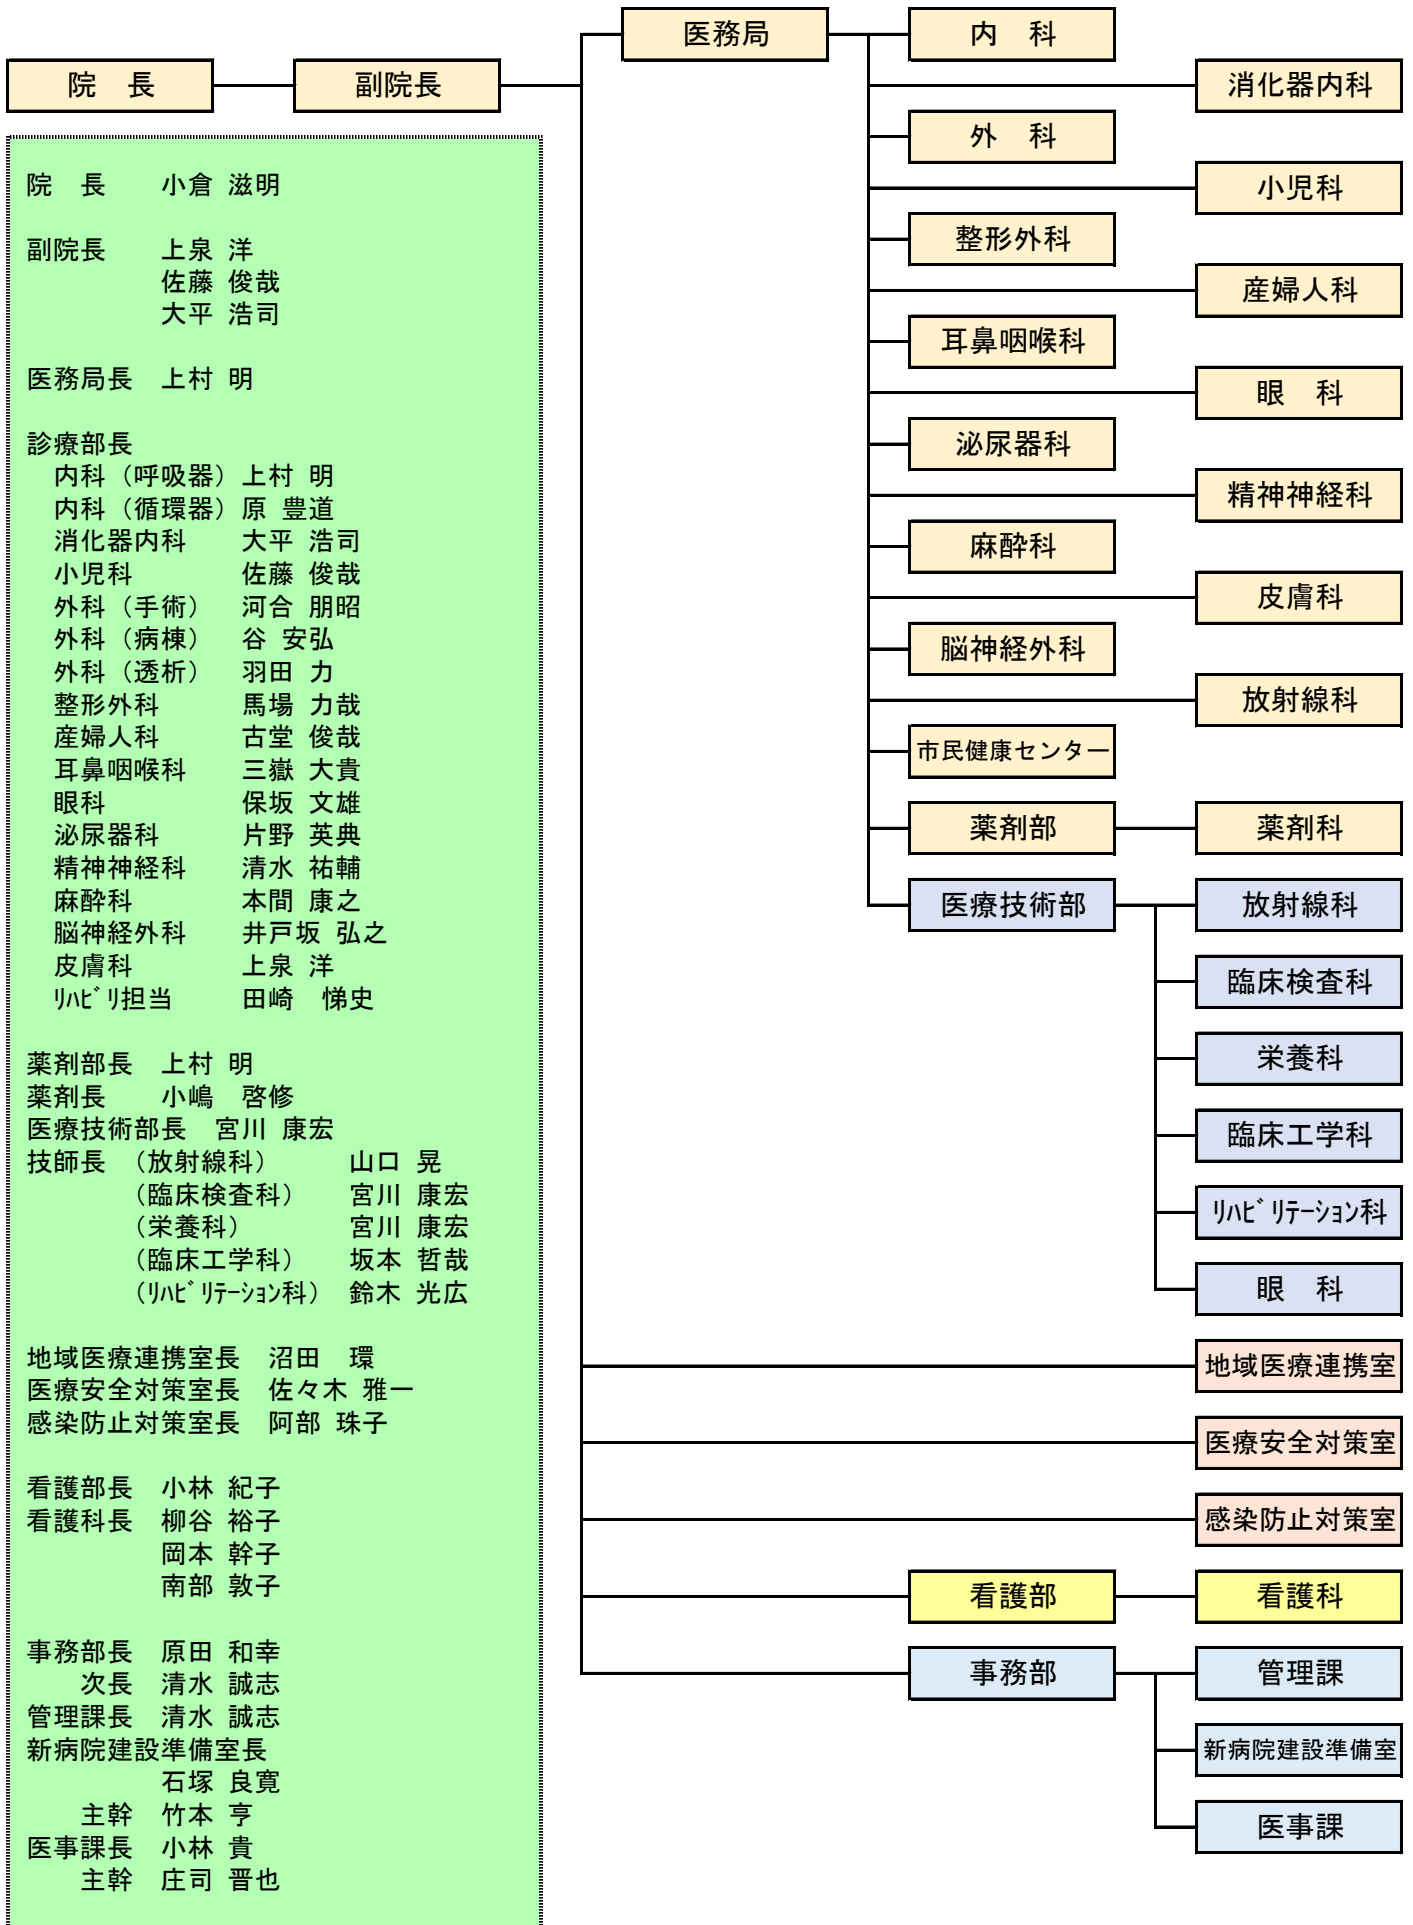 医務局
内　科
院　長
副院長
消化器内科
外　科
小児科
整形外科
産婦人科
耳鼻咽喉科
眼　科
泌尿器科
精神神経科
麻酔科
皮膚科
脳神経外科
放射線科
市民健康センター
薬剤部
薬剤科
医療技術部
放射線科
臨床検査科
栄養科
臨床工学科
ﾘﾊﾋﾞﾘﾃｰｼｮﾝ科
眼　科
地域医療連携室
医療安全対策室
感染防止対策室
看護部
看護科
事務部
管理課
新病院建設準備室
医事課
院　長　　小倉 滋明
副院長　　上泉 洋
佐藤 俊哉
大平 浩司
医務局長　上村 明
診療部長
内科（呼吸器）上村 明
内科（循環器）原 豊道
消化器内科　　大平 浩司
小児科　　　　佐藤 俊哉
外科（手術）　河合 朋昭
外科（病棟）　谷 安弘
外科（透析）　羽田 力
整形外科　　　馬場 力哉
産婦人科　　　古堂 俊哉
耳鼻咽喉科　　三嶽 大貴
眼科　　　　　保坂 文雄
泌尿器科　　　片野 英典
精神神経科　　清水 祐輔
麻酔科　　　　本間 康之
脳神経外科　　井戸坂 弘之
皮膚科　　　　上泉 洋
ﾘﾊﾋﾞﾘ担当　　田崎　悌史
薬剤部長　上村 明
薬剤長　　小嶋　啓修
医療技術部長　宮川 康宏
技師長　（放射線科）　　　山口 晃
（臨床検査科）　　宮川 康宏
（栄養科）　　　　宮川 康宏
（臨床工学科）　　坂本 哲哉
（ﾘﾊﾋﾞﾘﾃｰｼｮﾝ科）　鈴木 光広
地域医療連携室長　沼田　環
医療安全対策室長　佐々木 雅一
感染防止対策室長　阿部 珠子
看護部長　小林 紀子
看護科長　柳谷 裕子
岡本 幹子
南部 敦子
事務部長　原田 和幸
次長　清水 誠志
管理課長　清水 誠志
新病院建設準備室長
石塚 良寛
主幹　竹本 亨
医事課長　小林 貴
主幹　庄司 晋也